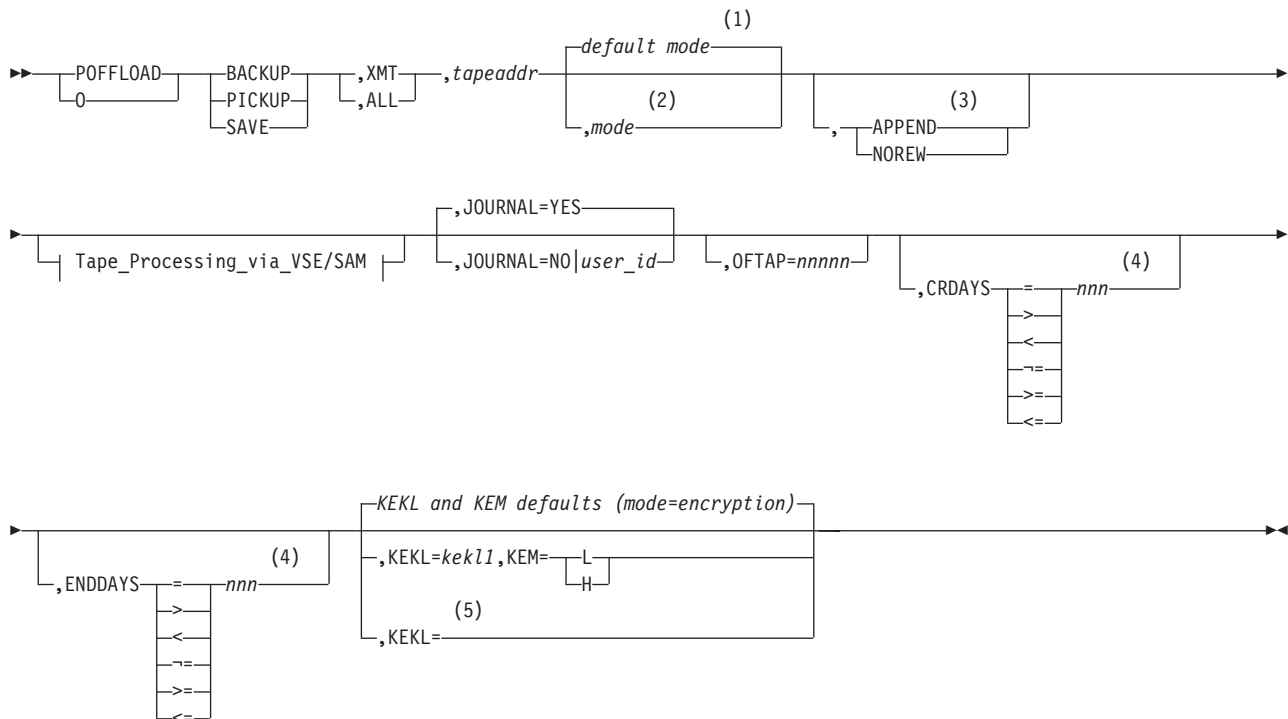 (1)
default mode
POFFLOAD BACKUP ,XMT ,tapeaddr
O PICKUP ,ALL (2) (3)
SAVE ,mode , APPEND
NOREW
,JOURNAL=YES
Tape_Processing_via_VSE/SAM ,JOURNAL=NO|user_id ,OFTAP=nnnnn (4)
,CRDAYS = nnn
>
<
¬=
>=
<=
KEKL and KEM defaults (mode=encryption)
(4) ,KEKL=kekl1,KEM= L
,ENDDAYS = nnn H
>
< (5)
¬= ,KEKL=
>=
<=